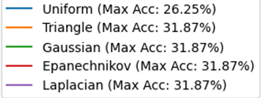 Uniform (Max Acc: 26.25%)
Triangle (Max Acc: 31.87%)
Gaussian (Max Acc: 31.87%)
Epanechnikov (Max Acc: 31.87%)
Laplacian (Max Acc: 31.87%)